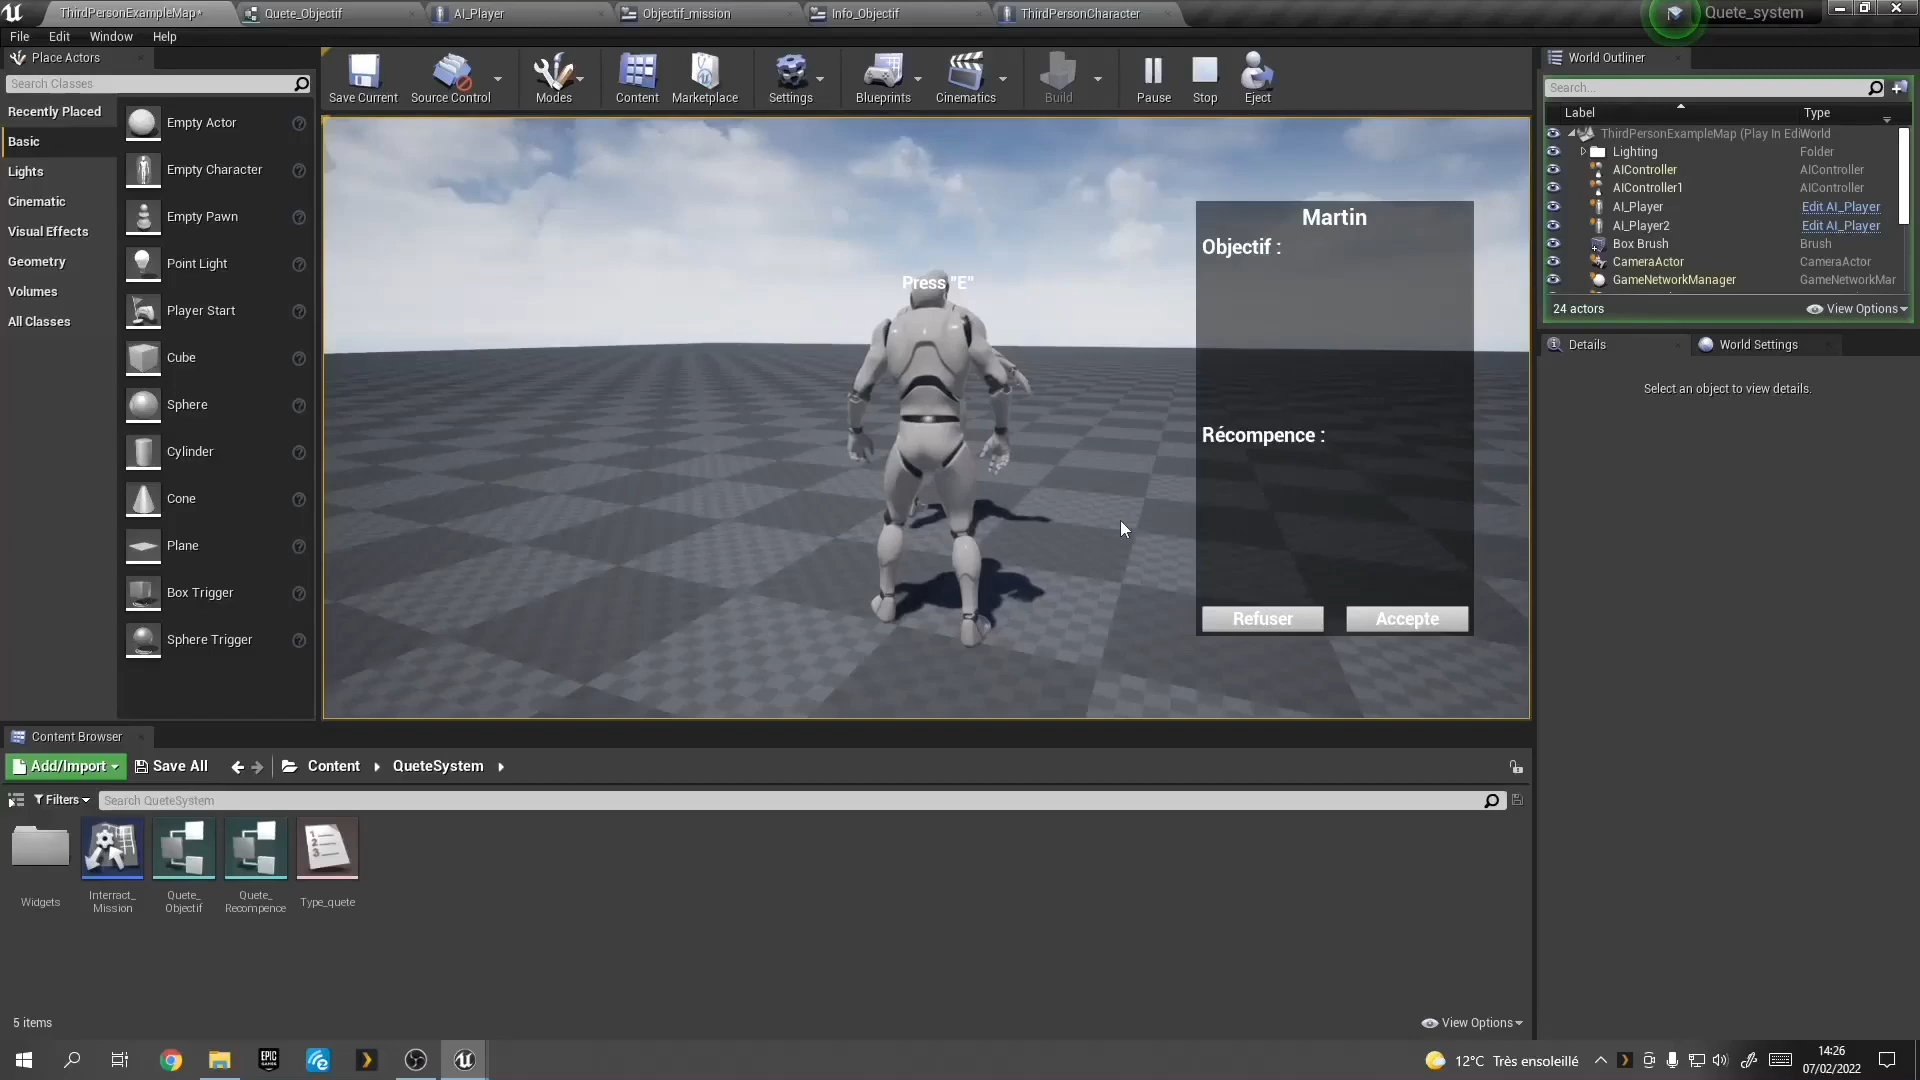 ThirdPersonExampleMap*
Quete_Objectif
AI_Player
Objectif_mission
Info_Objectif
ThirdPersonCharacter
Quete_system
File
Edit
Window
Help
Place Actors
World Outliner
Search Classes
Save Current
Source Control
Modes
Content
Marketplace
Settings
Blueprints
Cinematics
Build
Pause
Stop
Eject
Search...
Label
Type
Recently Placed
Basic
Lights
Cinematic
Visual Effects
Geometry
Volumes
All Classes
Empty Actor
Empty Character
Empty Pawn
Point Light
Player Start
Cube
Sphere
Cylinder
Cone
Plane
Box Trigger
Sphere Trigger
Press "E"
Martin
Objectif :
Récompence :
Refuser
Accepte
ThirdPersonExampleMap (Play In Edi World
Lighting Folder
AIController AIController
AIController1 AIController
AI_Player Edit AI_Player
AI_Player2 Edit AI_Player
Box Brush Brush
CameraActor CameraActor
GameNetworkManager GameNetworkMar
24 actors
View Options
Details
World Settings
Select an object to view details.
Content Browser
Add/Import
Save All
Content
QueteSystem
Filters
Search QueteSystem
Widgets
Interract_
Mission
Quete_
Objectif
Quete_
Recompence
Type_quete
5 items
View Options
EPIC
GAMES
12°C Très ensoleillé
14:26
07/02/2022